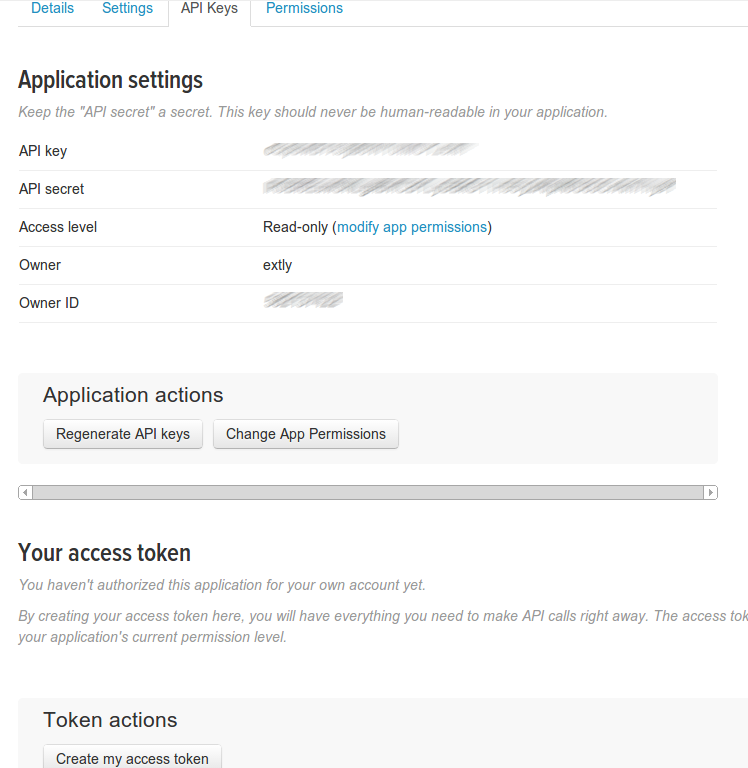 Details Settings API Keys Permissions
Application settings
Keep the "API secret" a secret. This key should never be human-readable in your application.
API key
API secret
Access level Read-only (modify app permissions)
Owner extly
Owner ID
Application actions
Regenerate API keys Change App Permissions
Your access token
You haven't authorized this application for your own account yet.
By creating your access token here, you will have everything you need to make API calls right away. The access tok
your application's current permission level.
Token actions
Create my access token